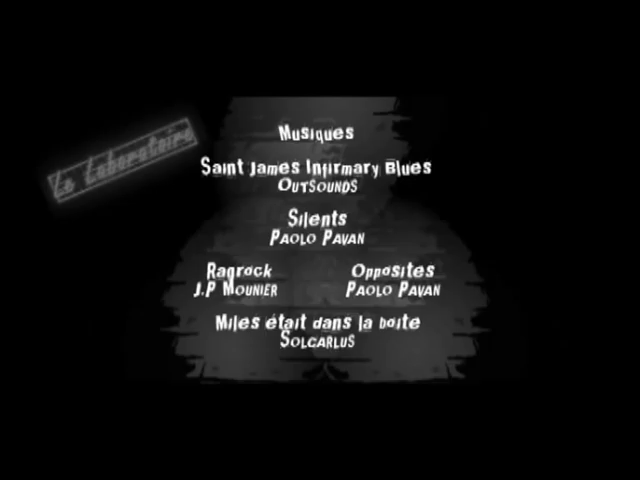 Le Laboratoire
Musiques
Saint James Infirmary Blues
OutSounds
Silents
Paolo Pavan
Ragrock
J.P Mounier
Opposites
Paolo Pavan
Miles était dans la boite
Solcarlus